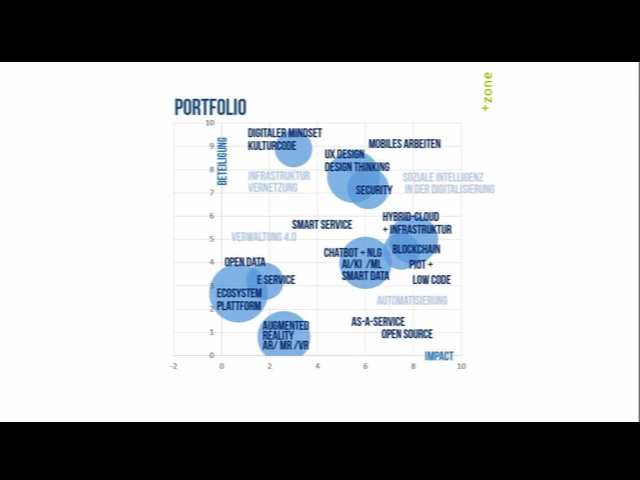 +zone
PORTFOLIO
10
DIGITALER MINDSET
KULTURCODE
MOBILES ARBEITEN
9
BETEILIGUNG
UX DESIGN
DESIGN THINKING
8
INFRASTRUKTUR
VERNETZUNG
SOZIALE INTELLIGENZ
IN DER DIGITALISIERUNG
7
SECURITY
6
HYBRID-CLOUD
+ INFRASTRUKTUR
SMART SERVICE
VERWALTUNG 4.0
5
BLOCKCHAIN
CHATBOT + NLG
AI/KI /ML
SMART DATA
4
OPEN DATA
PIOT +
LOW CODE
E SERVICE
3
ECOSYSTEM
PLATTFORM
2
AUTOMATISIERUNG
AUGMENTED
REALITY
AR/ MR /VR
1
AS-A-SERVICE
OPEN SOURCE
0
IMPACT
-2 0 2 4 6 8 10